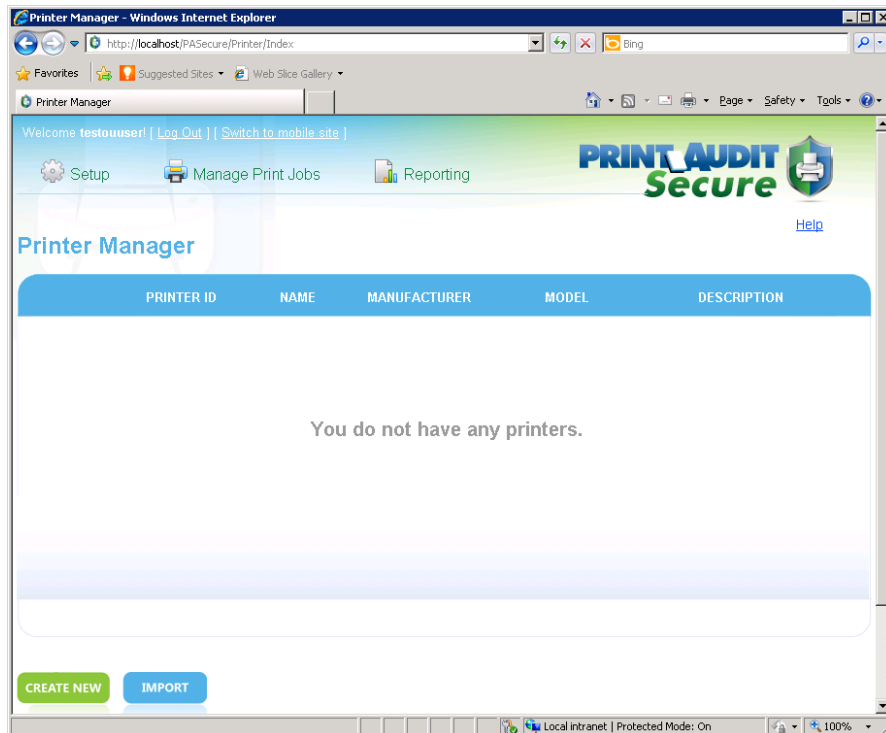 Printer Manager - Windows Internet Explorer
http://localhost/PASecure/Printer/Index
Bing
Favorites Suggested Sites Web Slice Gallery
Printer Manager Page Safety Tools
Welcome testouuser! [ Log Out ] [ Switch to mobile site ]
Setup Manage Print Jobs Reporting
PRINT AUDIT
Secure
Help
Printer Manager
PRINTER ID NAME MANUFACTURER MODEL DESCRIPTION
You do not have any printers.
CREATE NEW IMPORT
Local intranet | Protected Mode: On 100%